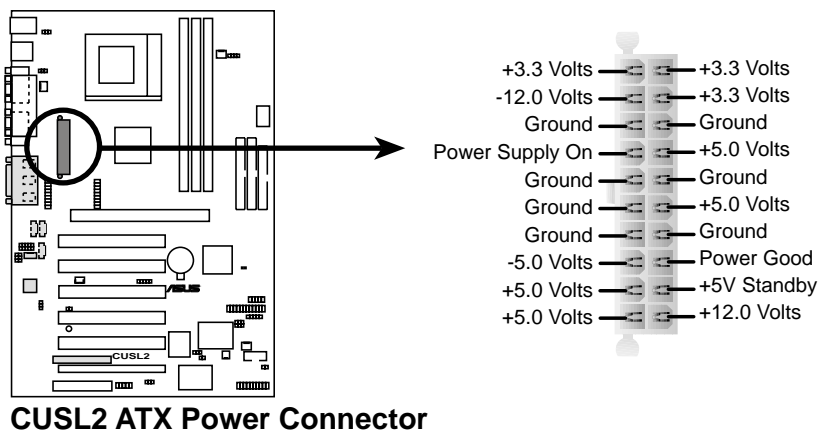 +3.3 Volts +3.3 Volts
-12.0 Volts +3.3 Volts
Ground Ground
Power Supply On +5.0 Volts
Ground Ground
Ground +5.0 Volts
Ground Ground
-5.0 Volts Power Good
+5.0 Volts +5V Standby
+5.0 Volts +12.0 Volts
ASUS
CUSL2
CUSL2 ATX Power Connector